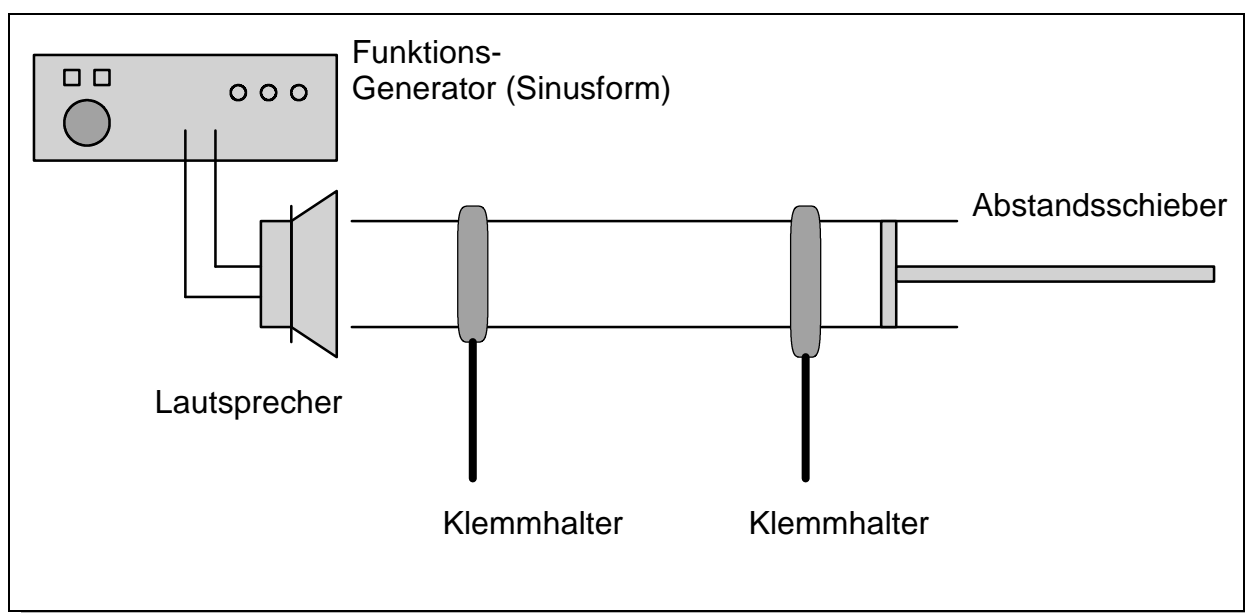 Funktions-
Generator (Sinusform)
Abstandsschieber
Lautsprecher
Klemmhalter
Klemmhalter